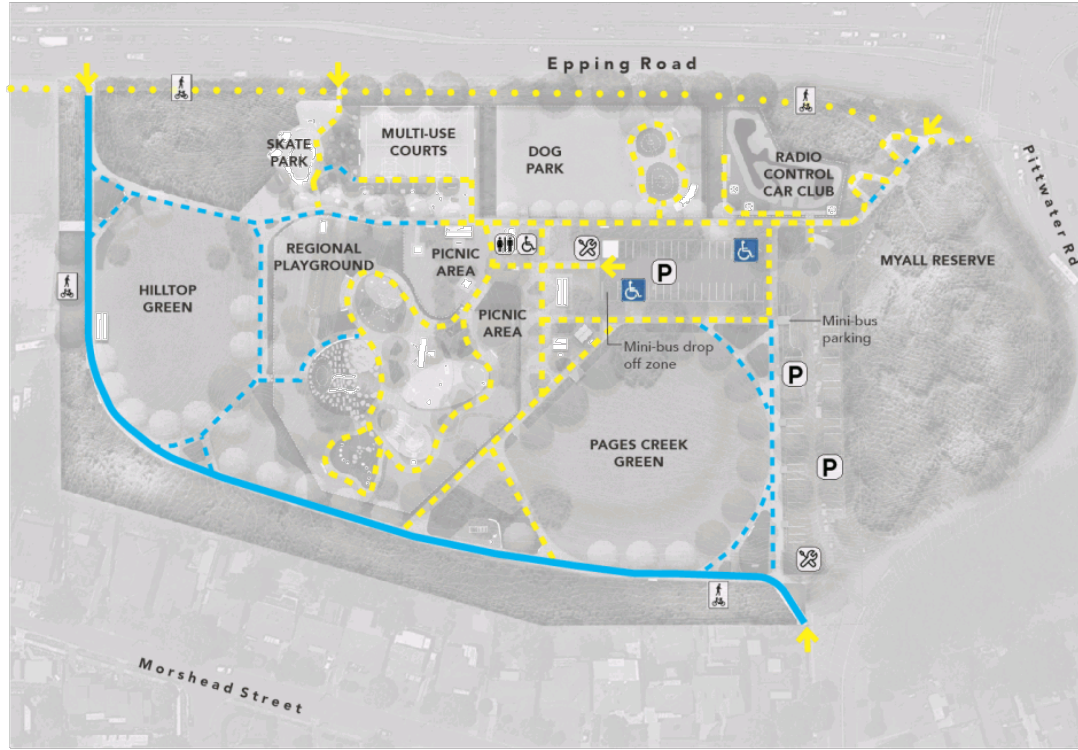 Epping Road
Pittwater Rd
SKATE
PARK
MULTI-USE
COURTS
DOG
PARK
RADIO
CONTROL
CAR CLUB
REGIONAL
PLAYGROUND
PICNIC
AREA
MYALL RESERVE
P
HILLTOP
GREEN
PICNIC
AREA
Mini-bus drop
off zone
Mini-bus
parking
P
PAGES CREEK
GREEN
P
Morshead Street